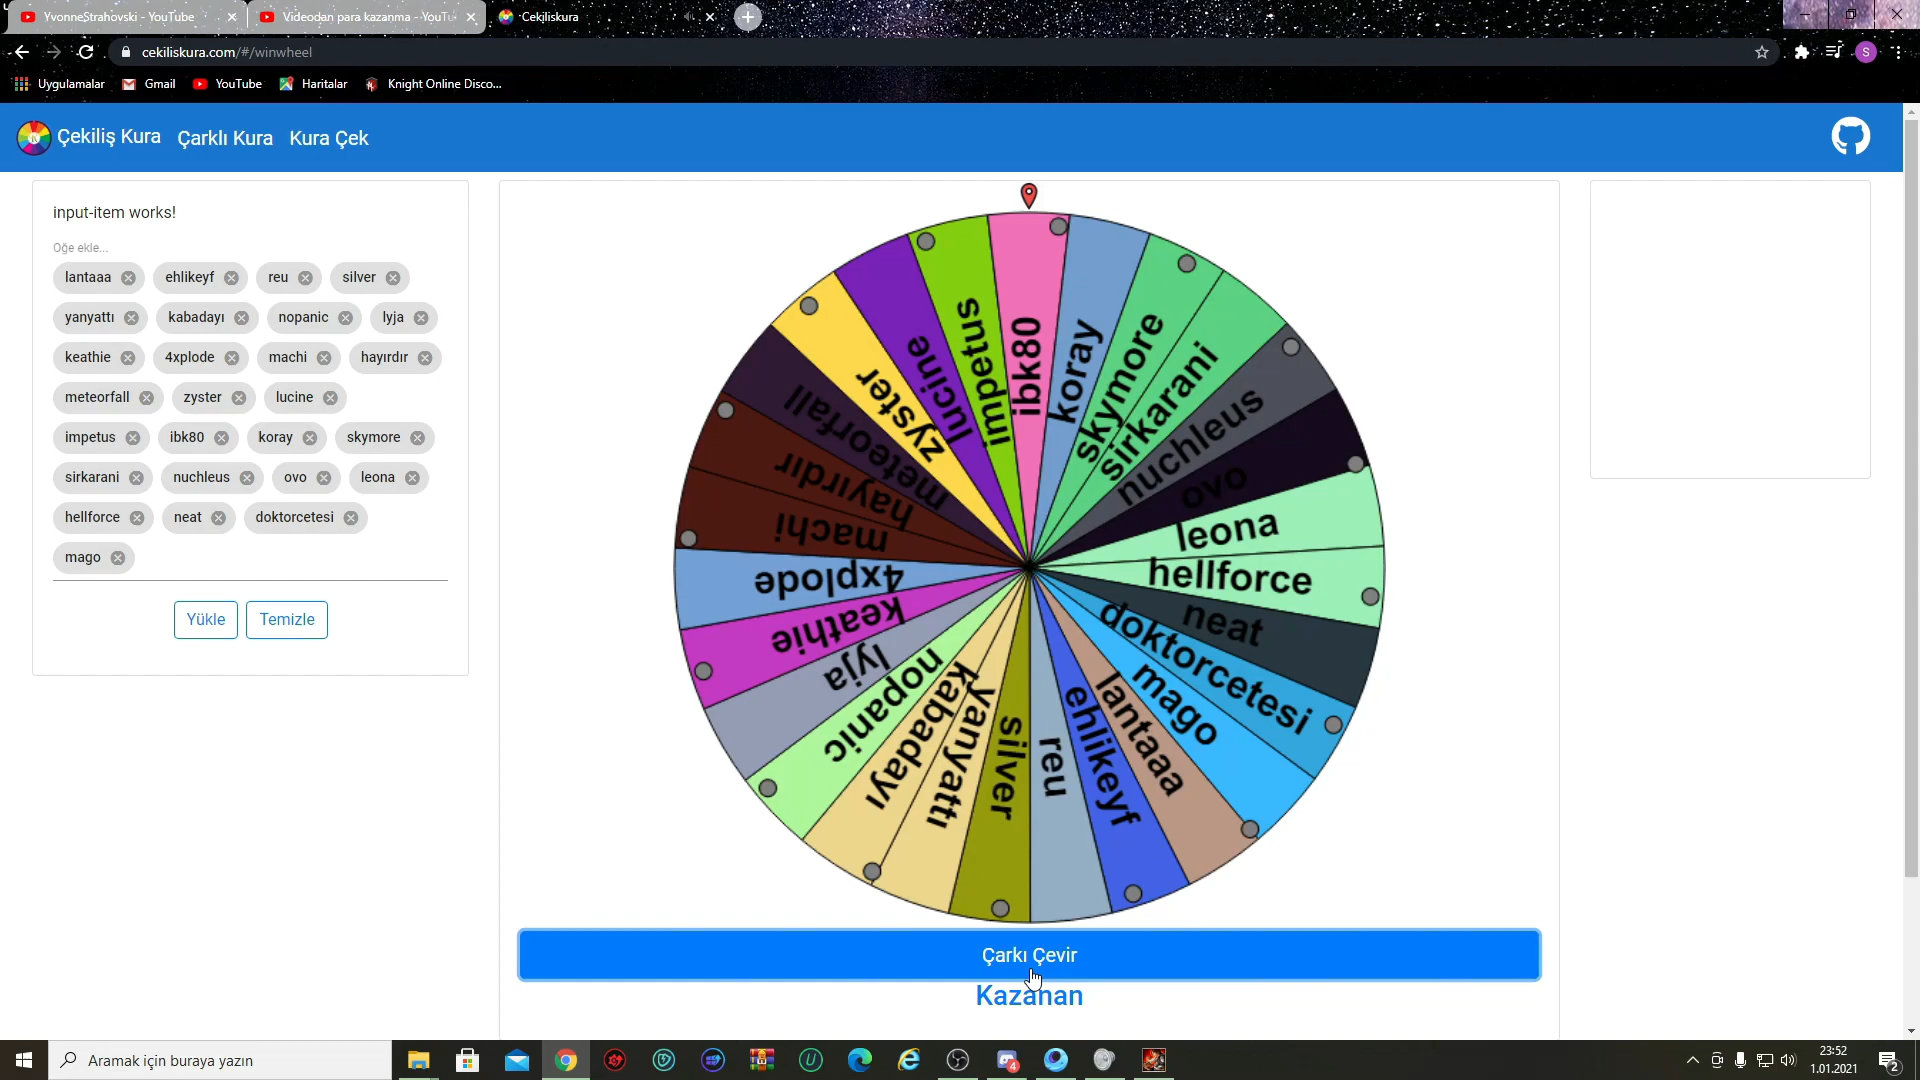 YvonneStrahovski - YouTube
Videodan para kazanma - YouTu
Cekiliskura
cekiliskura.com/#/winwheel
S
Uygulamalar
Gmail
YouTube
Haritalar
Knight Online Disco...
Çekiliş Kura
Çarklı Kura
Kura Çek
input-item works!
Öğe ekle...
lantaaa
ehlikeyf
reu
silver
yanyattı
kabadayı
nopanic
lyja
keathie
4xplode
machi
hayırdır
meteorfall
zyster
lucine
impetus
ibk80
koray
skymore
sirkarani
nuchleus
ovo
leona
hellforce
neat
doktorcetesi
mago
Yükle
Temizle
ibk80
koray
skymore
sirkarani
nuchleus
ovo
leona
hellforce
neat
doktorcetesi
mago
lantaaa
ehlikeyf
reu
silver
yanyattı
kabadayı
nopanic
lyja
keathie
4xplode
machi
hayırdır
meteorfall
zyster
lucine
impetus
Çarkı Çevir
Kazanan
Aramak için buraya yazın
4
23:52
1.01.2021
2